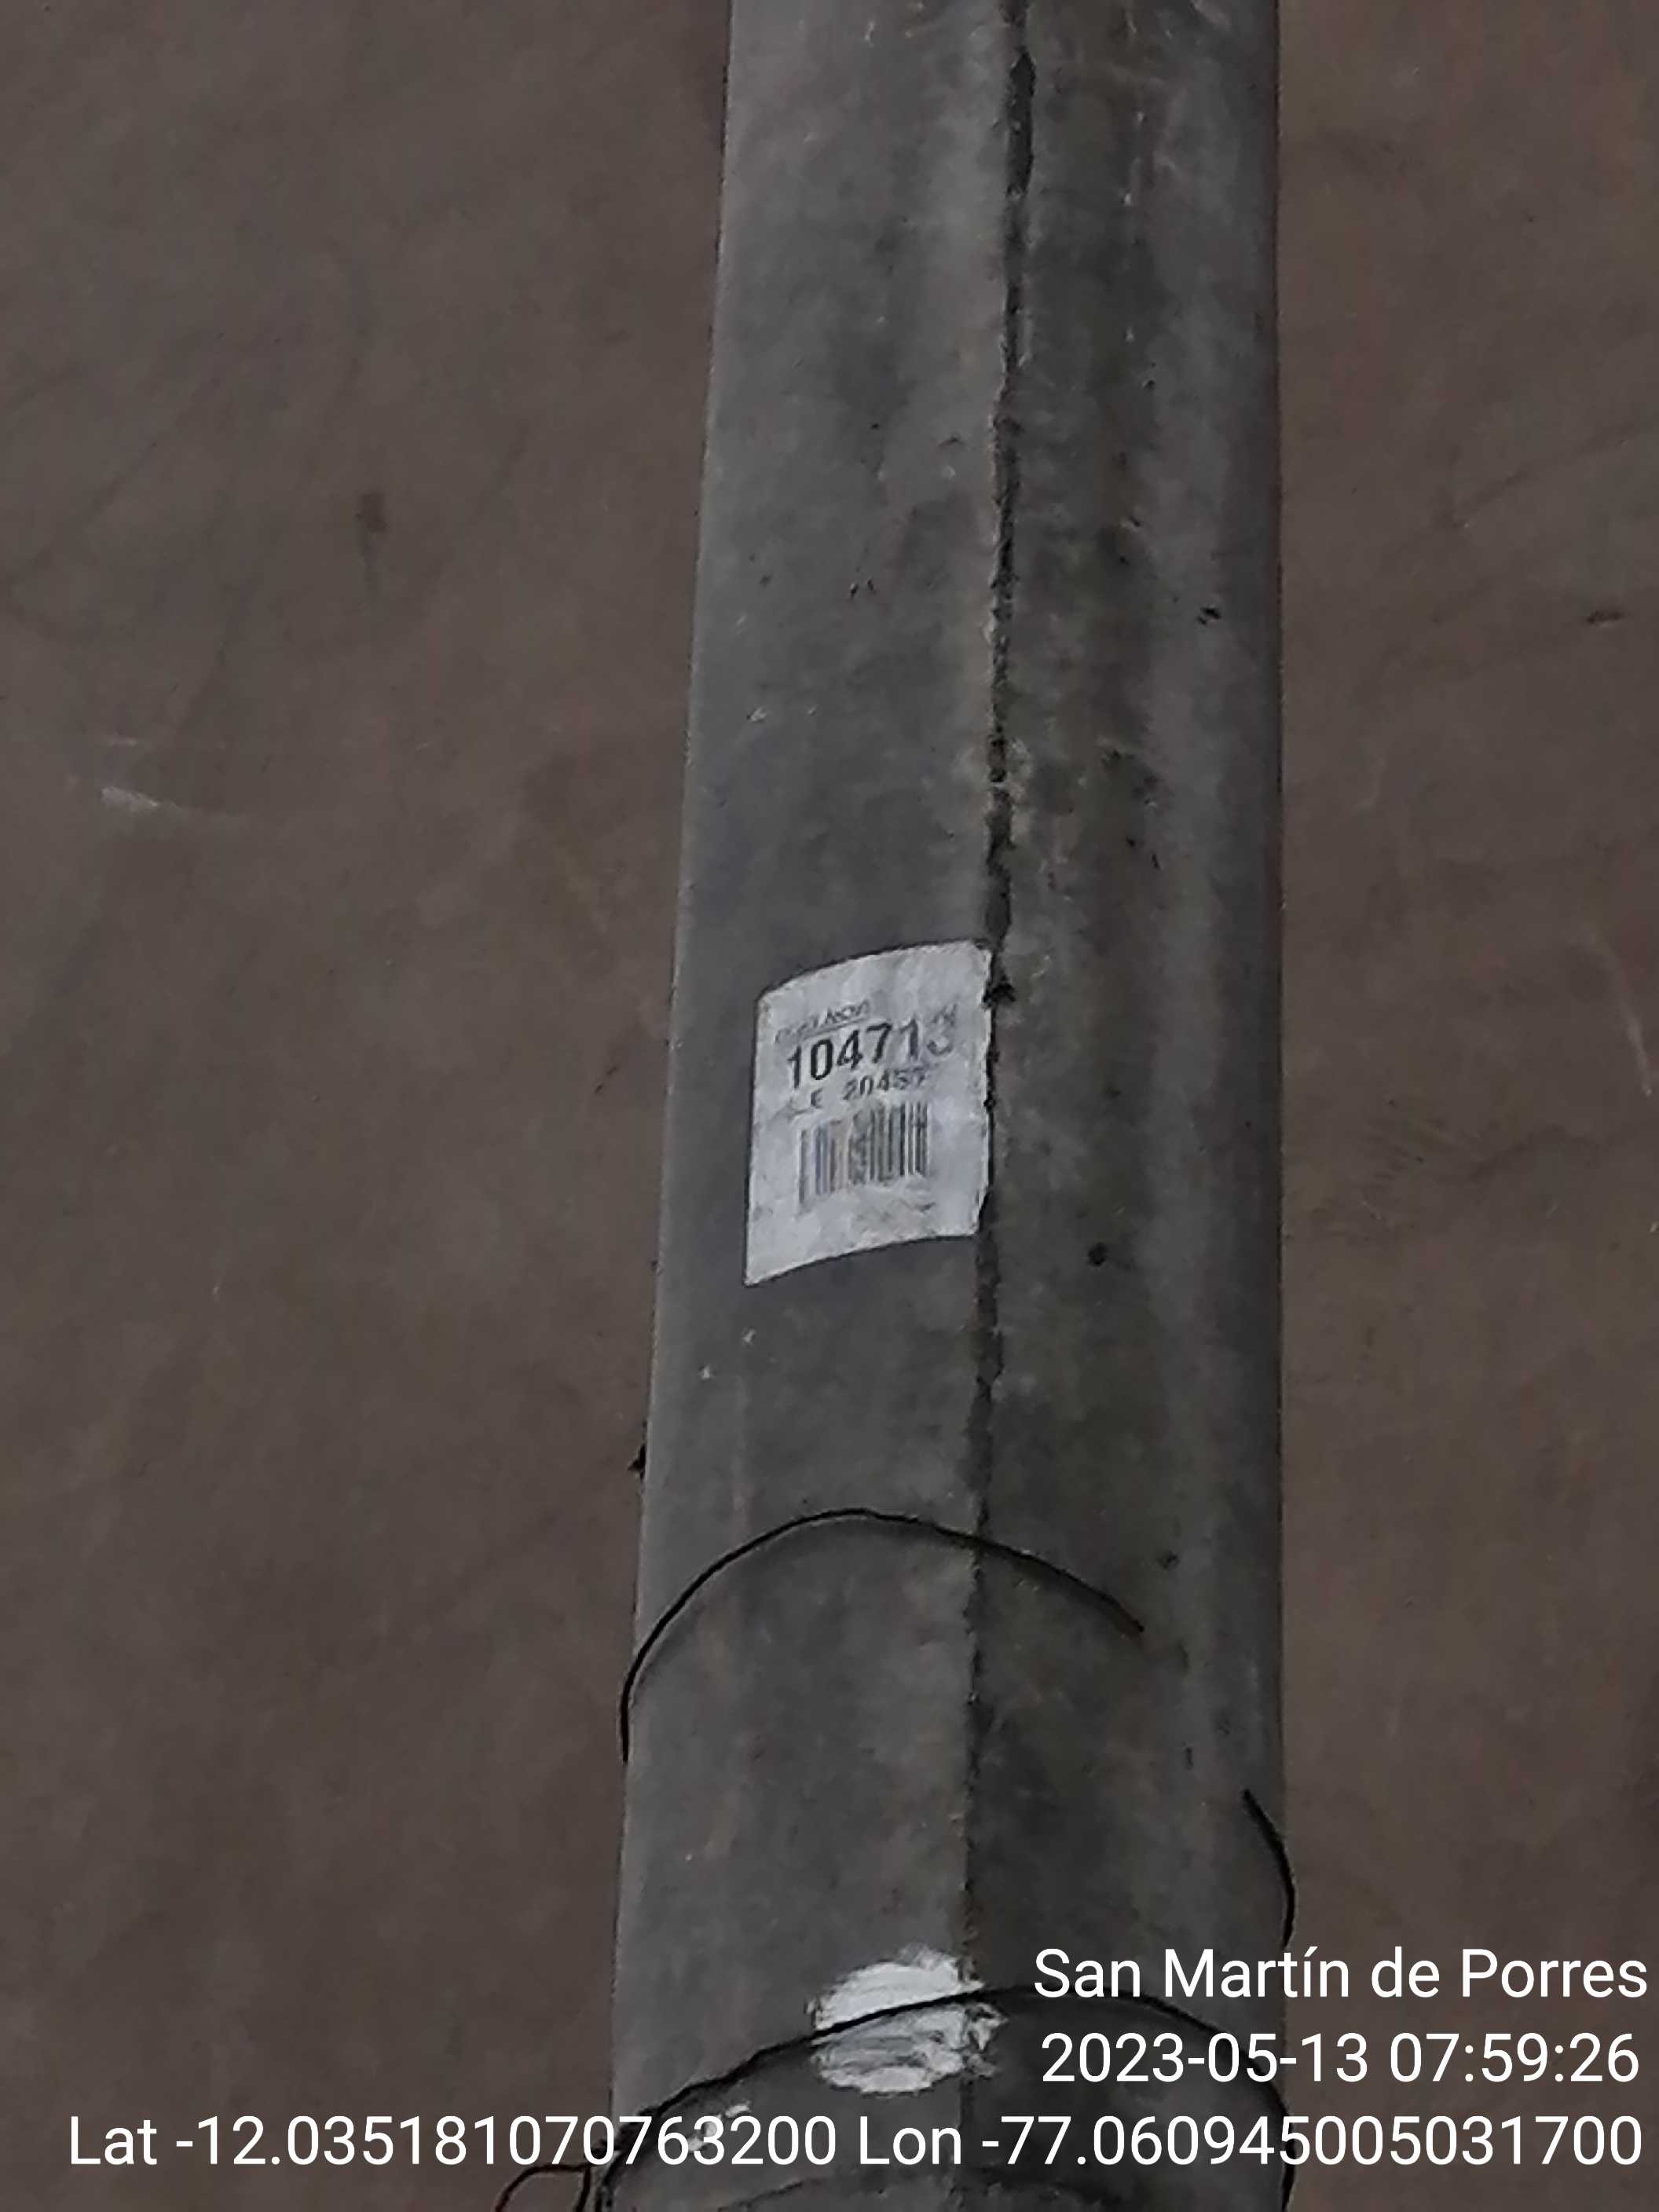 104713
San Martín de Porres
2023-05-13 07:59:26
Lat -12.035181070763200 Lon -77.060945005031700